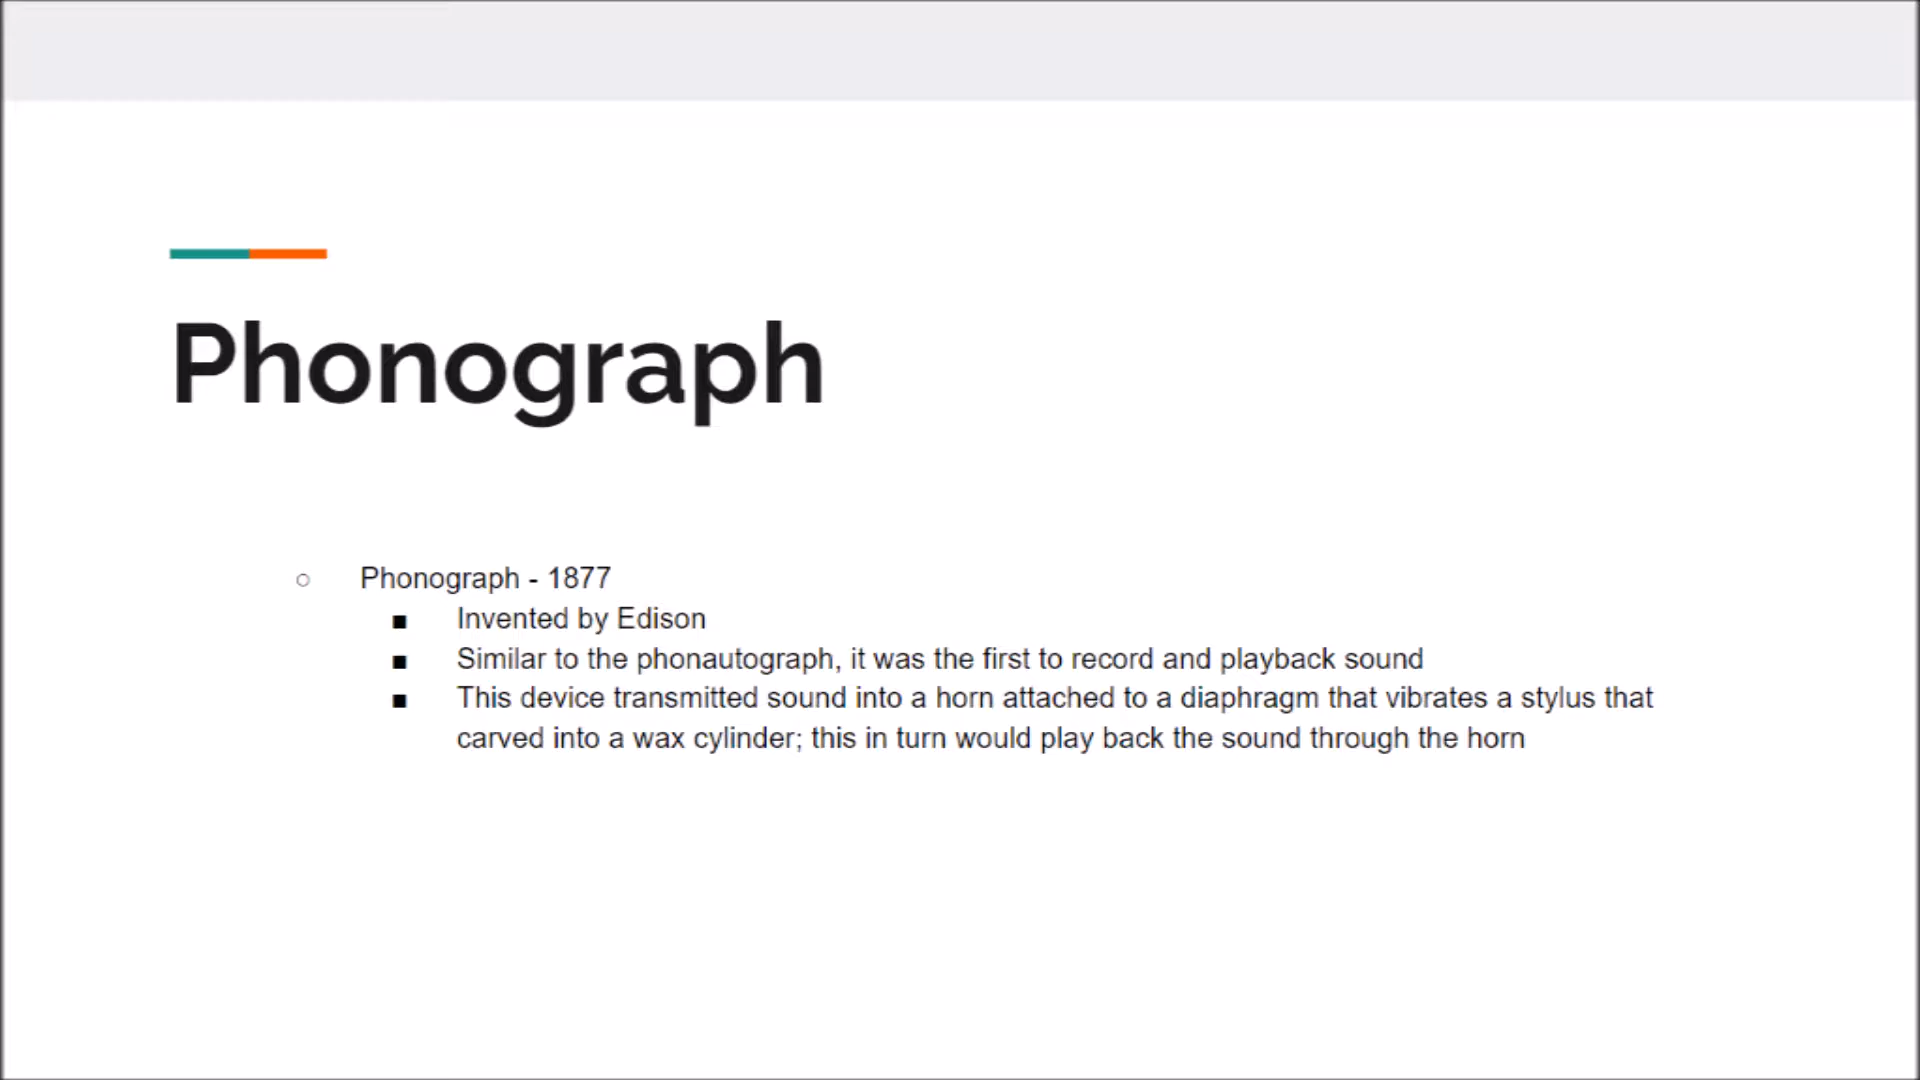 Phonograph
○ Phonograph - 1877
■ Invented by Edison
■ Similar to the phonautograph, it was the first to record and playback sound
■ This device transmitted sound into a horn attached to a diaphragm that vibrates a stylus that
carved into a wax cylinder; this in turn would play back the sound through the horn